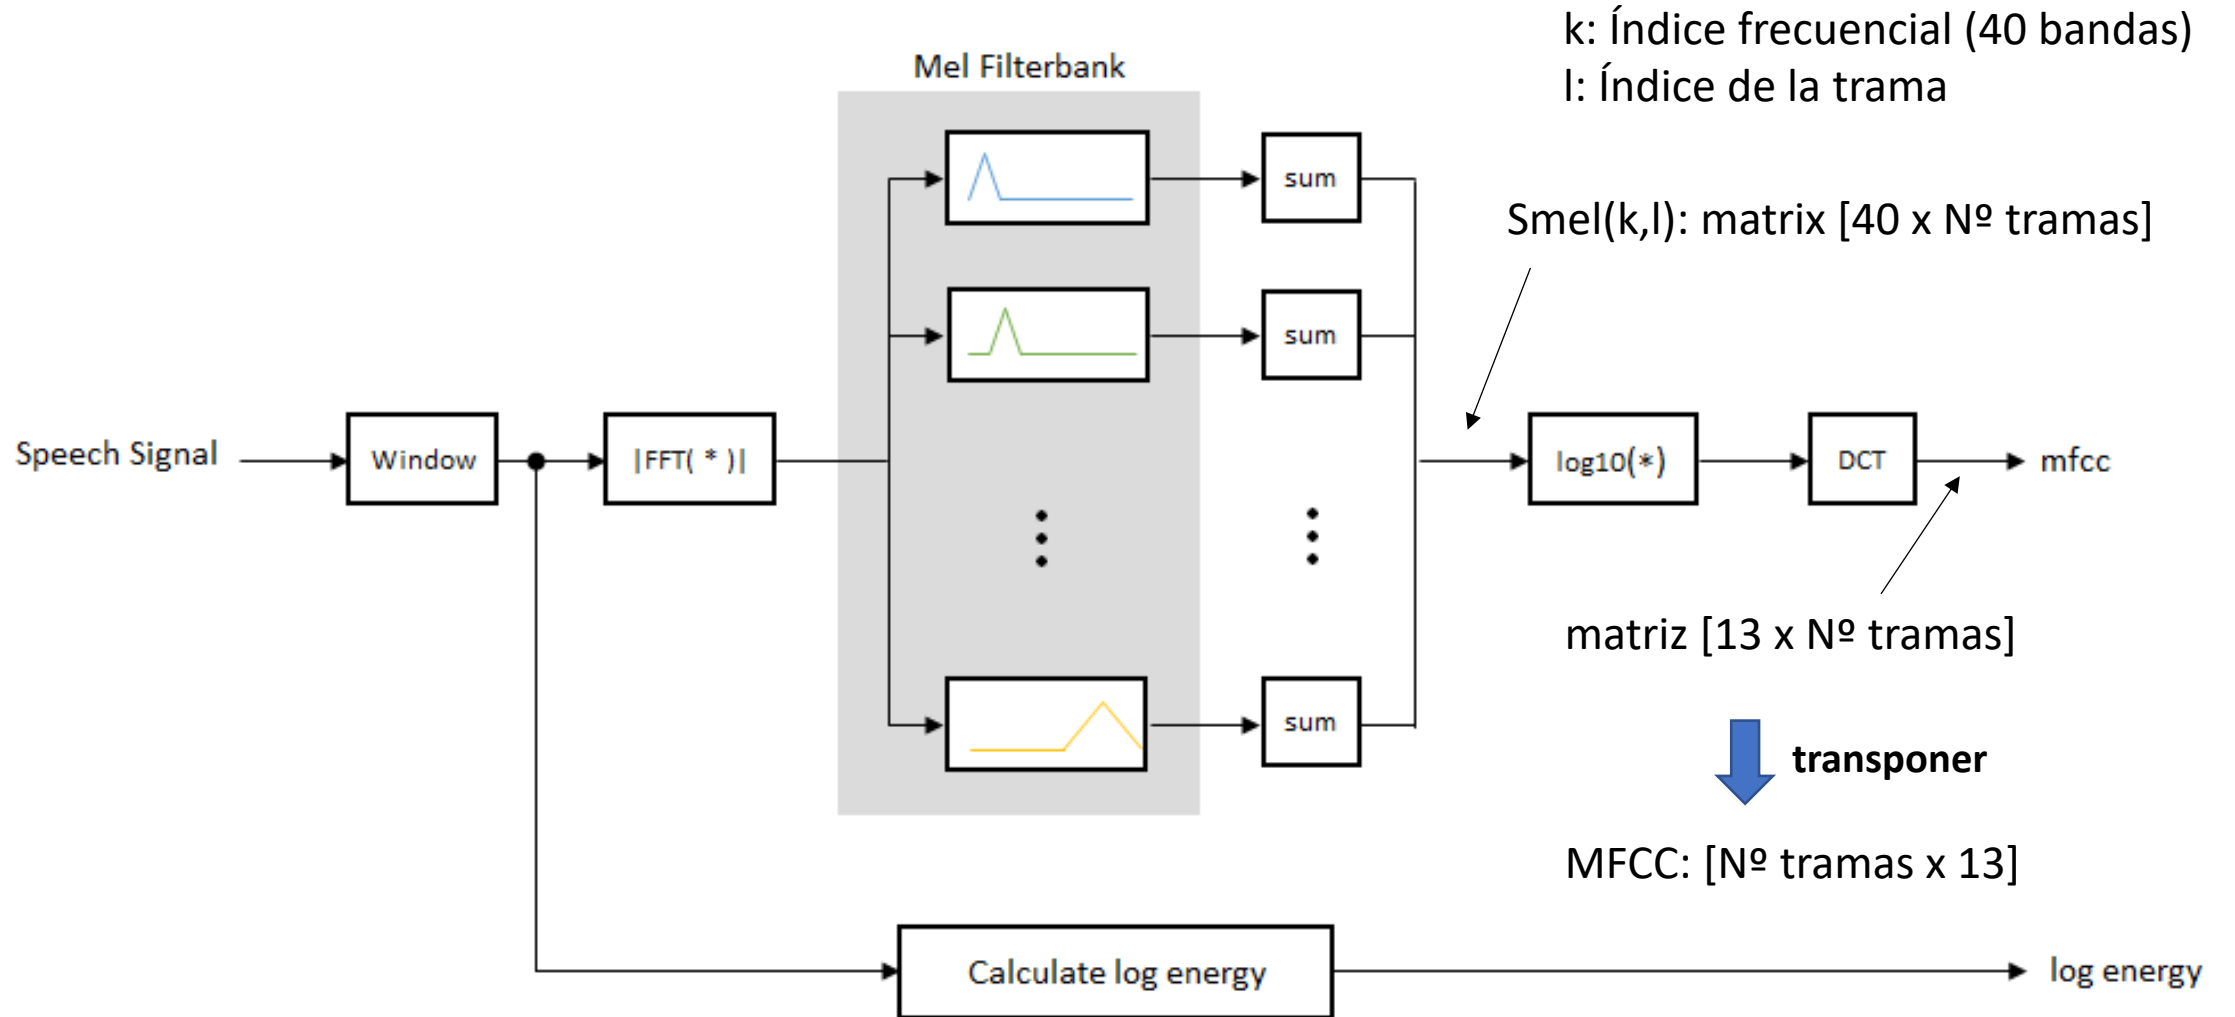 k: Índice frecuencial (40 bandas)
l: Índice de la trama
Mel Filterbank
sum
Smel(k,l): matrix [40 x Nº tramas]
sum
Speech Signal
Window
|FFT( * )|
log10(*)
DCT
mfcc
matriz [13 x Nº tramas]
sum
transponer
MFCC: [Nº tramas x 13]
Calculate log energy
log energy